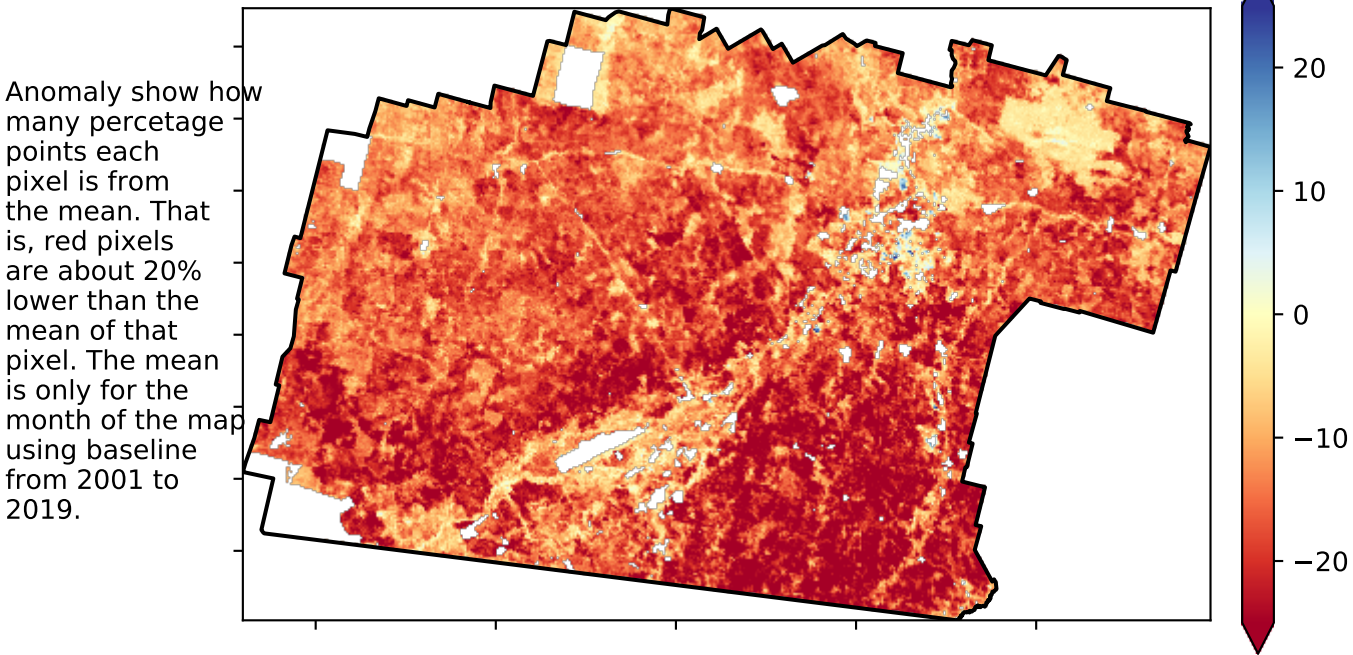 Anomaly show how
many percetage
points each
pixel is from
the mean. That
is, red pixels
are about 20%
lower than the
mean of that
pixel. The mean
is only for the
month of the map
using baseline
from 2001 to
2019.
20
10
0
−10
−20